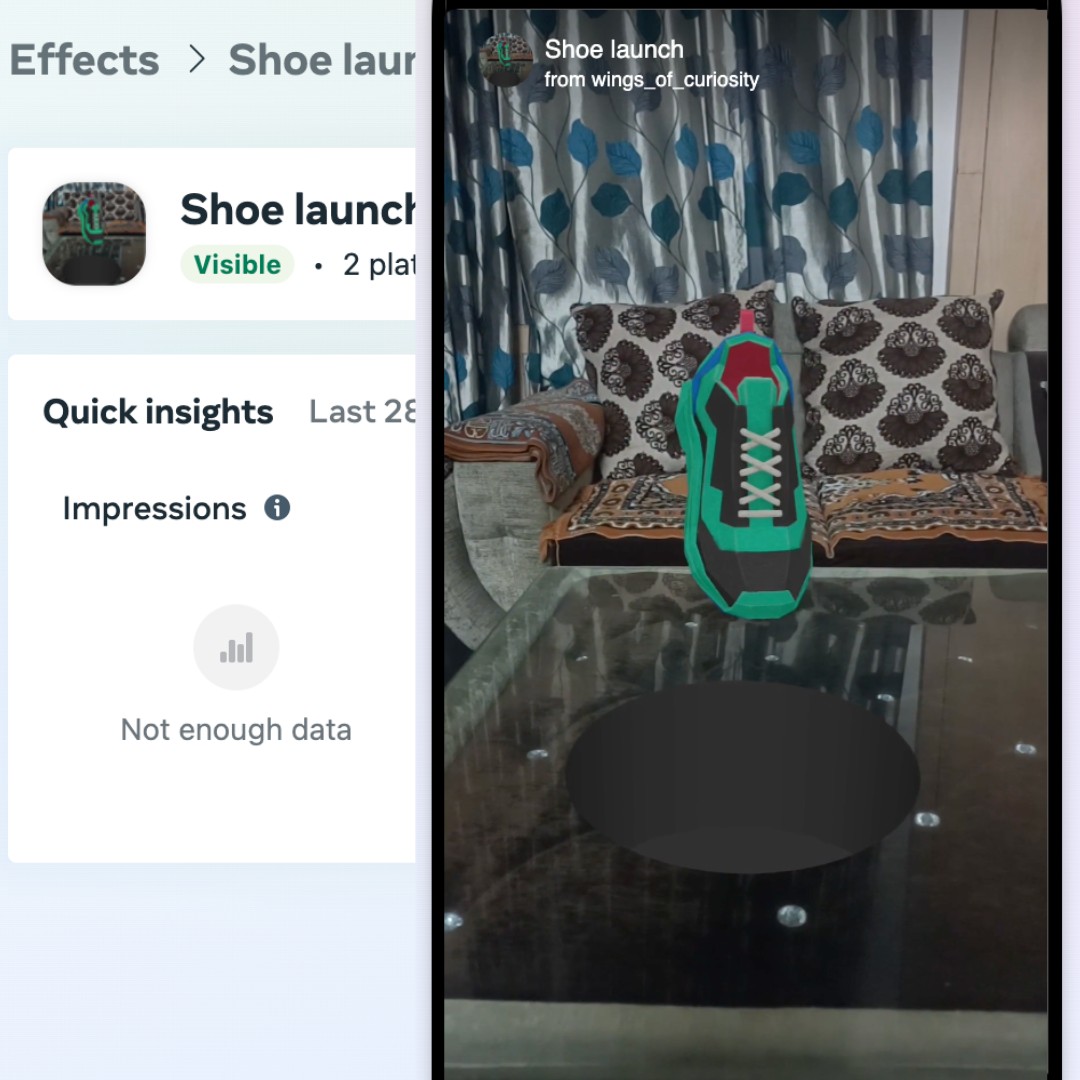 Effects > Shoe laun
Shoe launch
Visible • 2 plat
Quick insights Last 28
Impressions
Not enough data
Shoe launch
from wings_of_curiosity